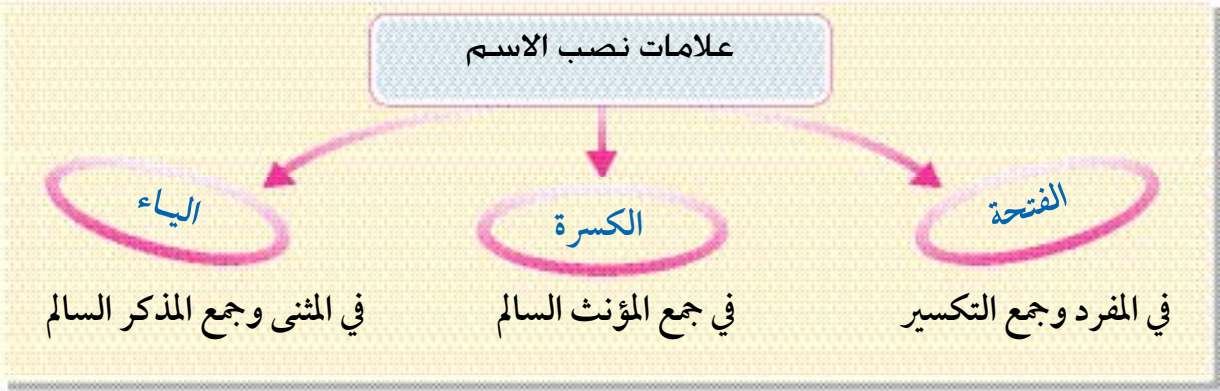 علامات نصب الاسم
الفتحة
الكسرة
الياء
في المفرد وجمع التكسير
في جمع المؤنث السالم
في المثنى وجمع المذكر السالم